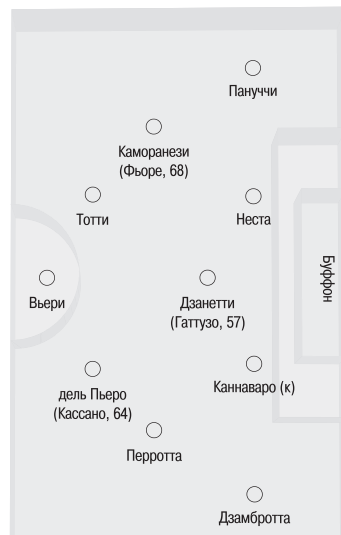 Пануччи
Каморанези
(Фьоре, 68)
Тотти
Неста
Буффон
Вьери
Дзанетти
(Гаттузо, 57)
Каннаваро (к)
дель Пьеро
(Кассано, 64)
Перротта
Дзамбротта